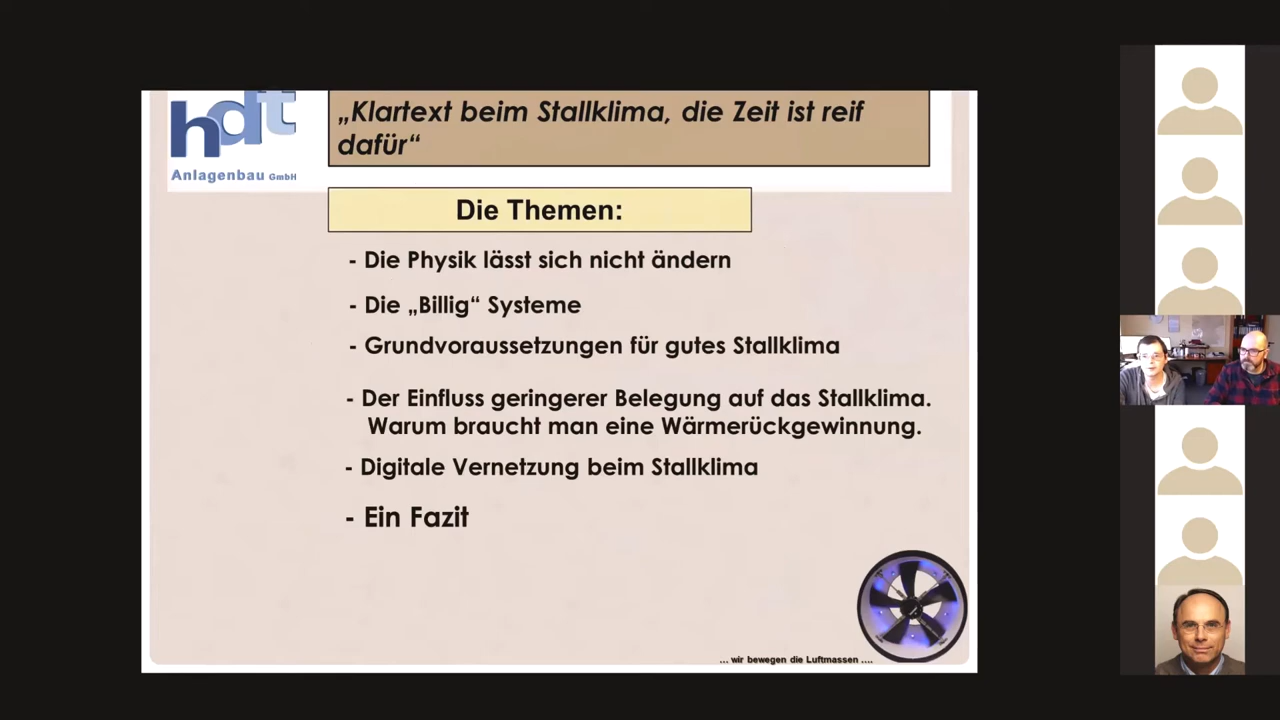 hdt
Anlagenbau GmbH
„Klartext beim Stallklima, die Zeit ist reif
dafür“
Die Themen:
- Die Physik lässt sich nicht ändern
- Die „Billig“ Systeme
- Grundvoraussetzungen für gutes Stallklima
- Der Einfluss geringerer Belegung auf das Stallklima.
Warum braucht man eine Wärmerückgewinnung.
- Digitale Vernetzung beim Stallklima
- Ein Fazit
... wir bewegen die Luftmassen ....